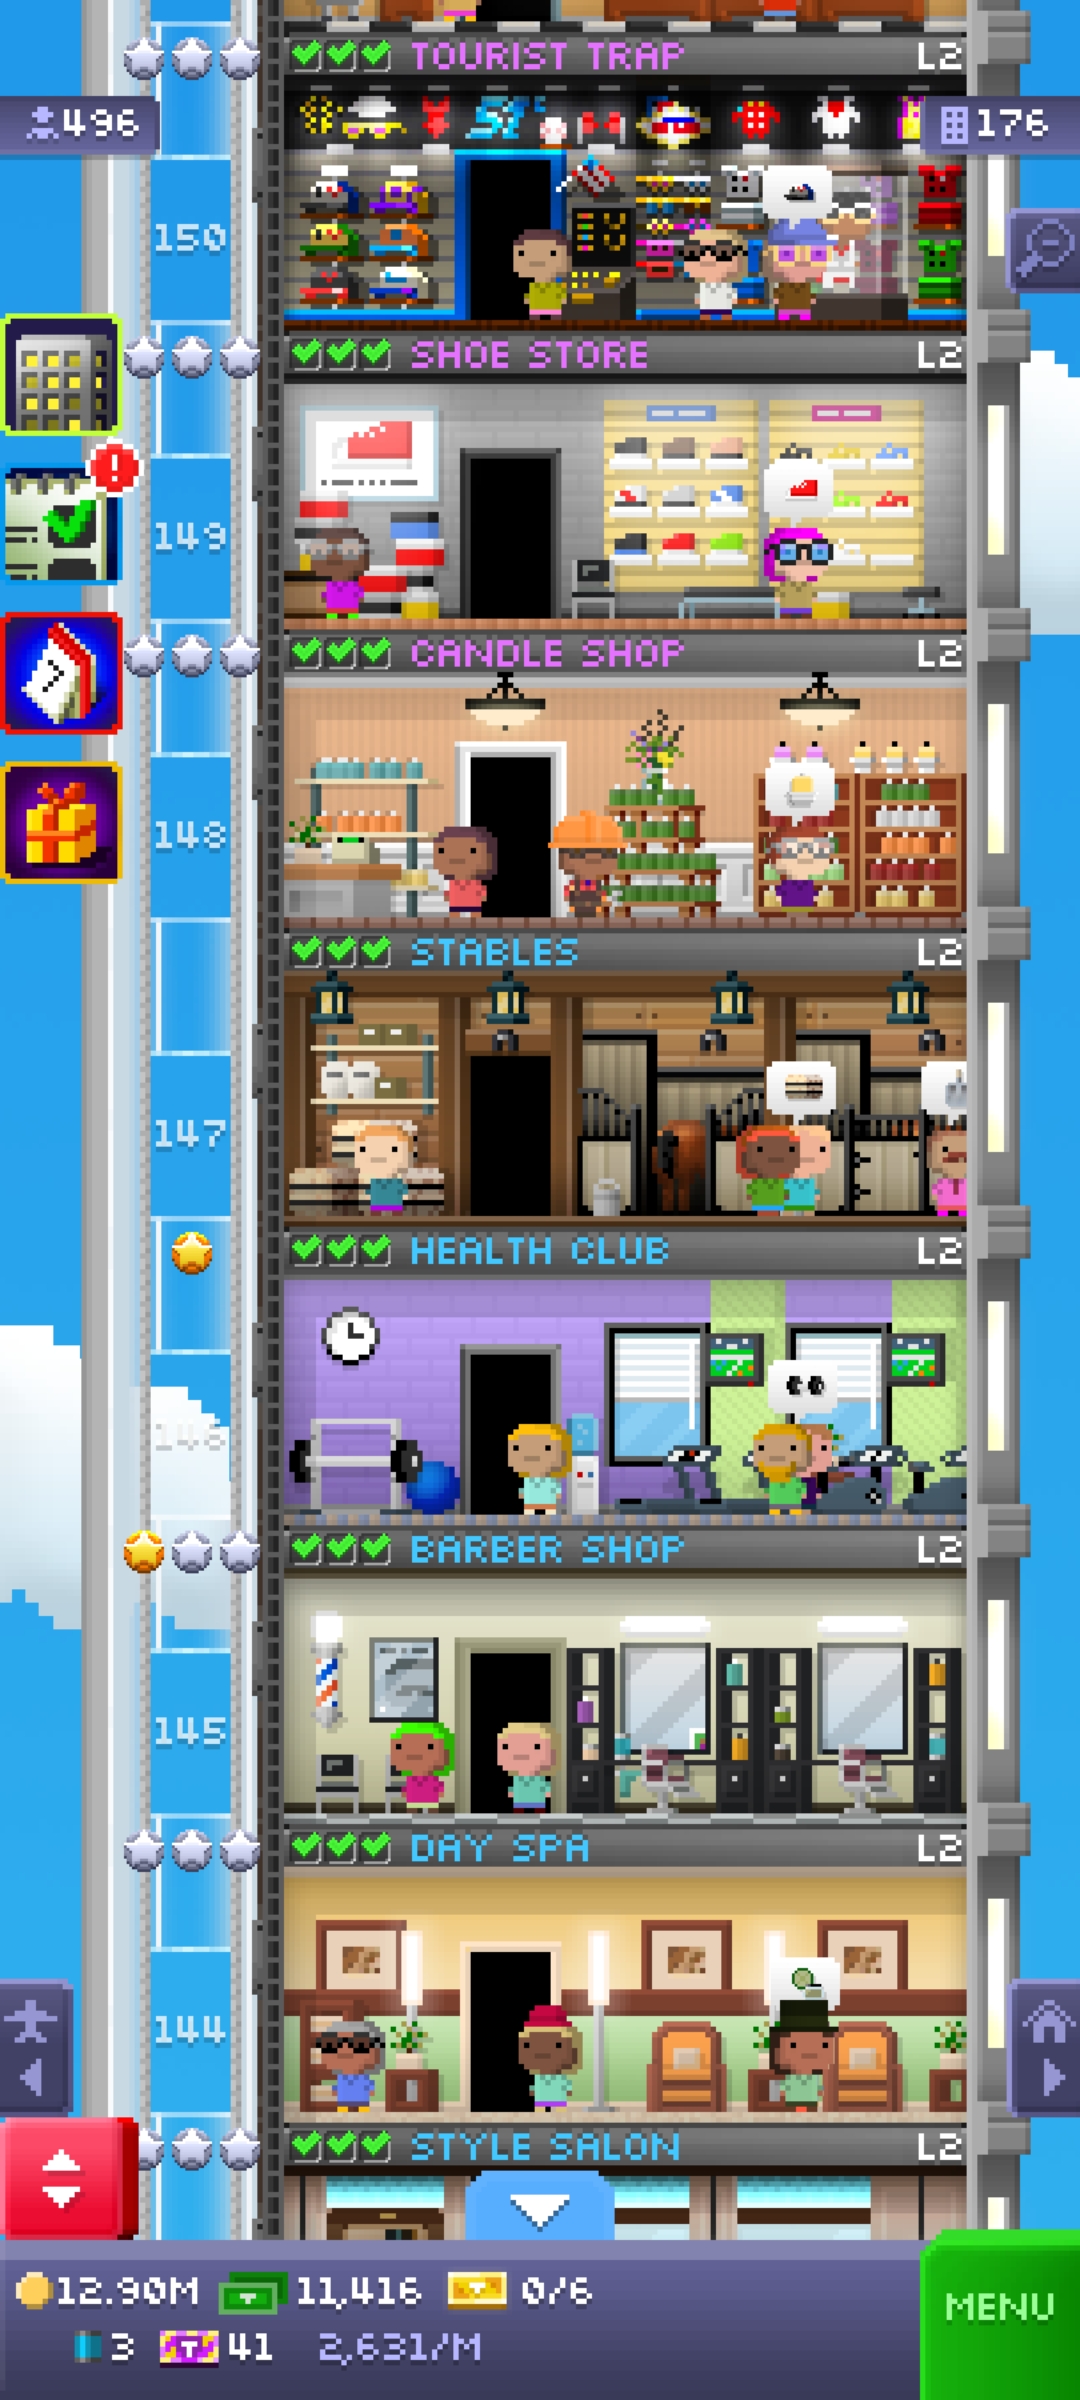 TOURIST TRAP L2
496
176
150
SHOE STORE L2
149
CANDLE SHOP L2
148
STABLES L2
147
HEALTH CLUB L2
146
BARBER SHOP L2
145
DAY SPA L2
144
STYLE SALON L2
12.90M 11,416 0/6
3 41 2,631/M
MENU